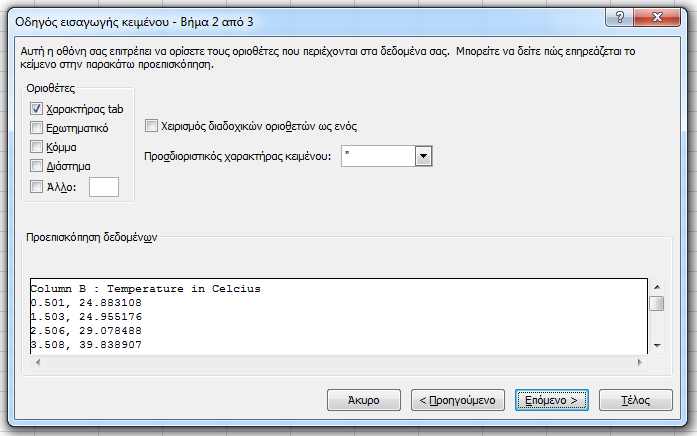 Οδηγός εισαγωγής κειμένου - Βήμα 2 από 3
Αυτή η οθόνη σας επιτρέπει να ορίσετε τους οριοθέτες που περιέχονται στα δεδομένα σας. Μπορείτε να δείτε πώς επηρεάζεται το
κείμενο στην παρακάτω προεπισκόπηση.
Οριοθέτες
Χαρακτήρας tab
Ερωτηματικό
Κόμμα
Διάστημα
Άλλο:
Χειρισμός διαδοχικών οριοθετών ως ενός
Προσδιοριστικός χαρακτήρας κειμένου: "
Προεπισκόπηση δεδομένων
Column B : Temperature in Celcius
0.501, 24.883108
1.503, 24.955176
2.506, 29.078488
3.508, 39.838907
Άκυρο < Προηγούμενο Επόμενο > Τέλος